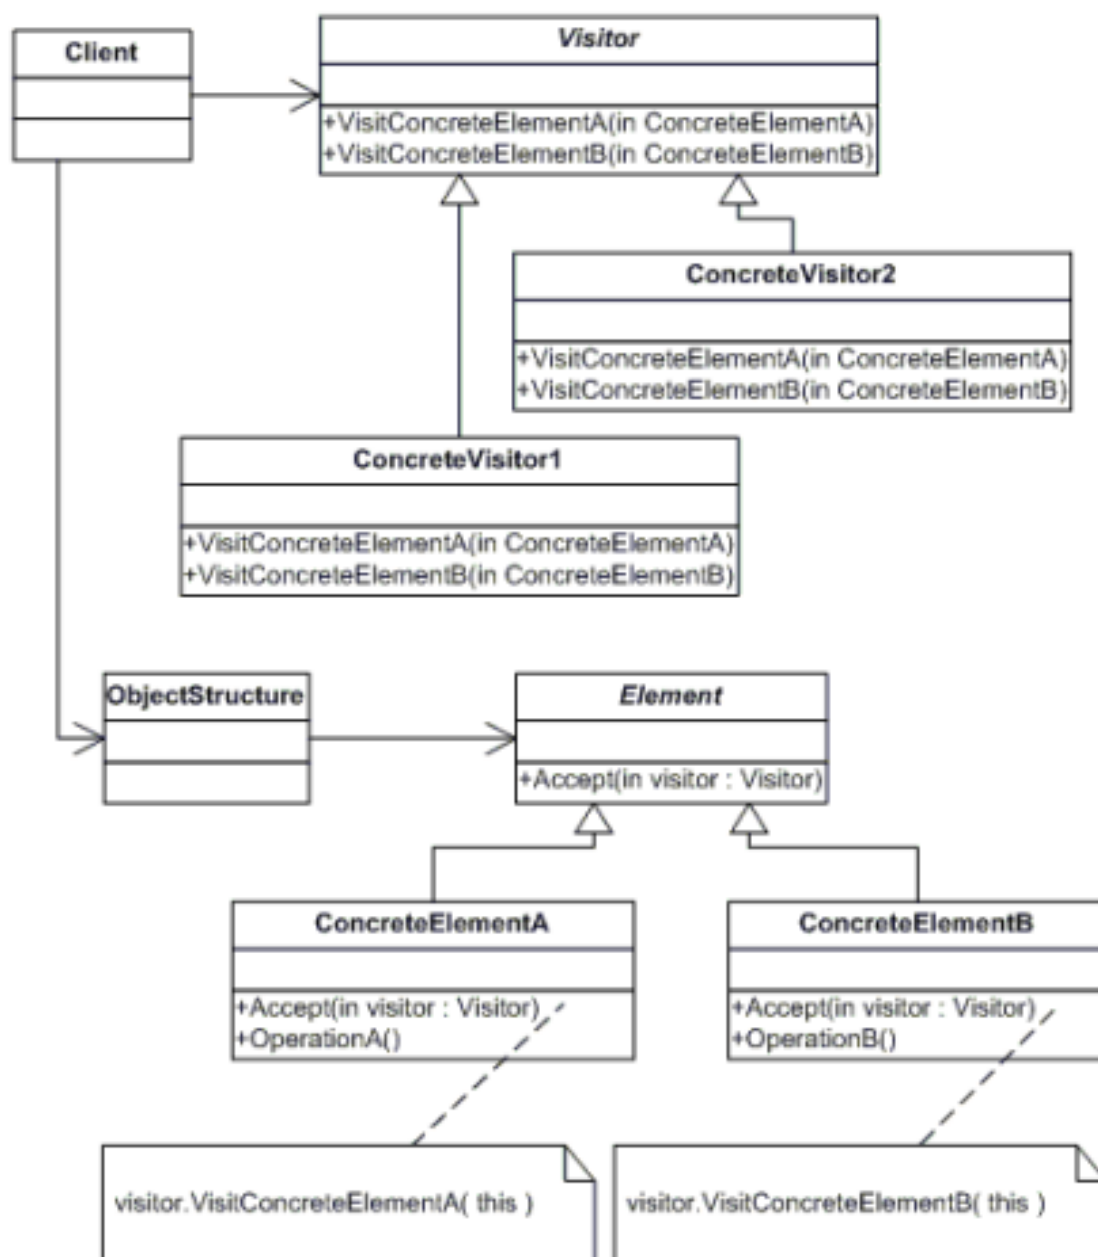 Client
Visitor
+VisitConcreteElementA(in ConcreteElementA)
+VisitConcreteElementB(in ConcreteElementB)
ConcreteVisitor2
+VisitConcreteElementA(in ConcreteElementA)
+VisitConcreteElementB(in ConcreteElementB)
ConcreteVisitor1
+VisitConcreteElementA(in ConcreteElementA)
+VisitConcreteElementB(in ConcreteElementB)
ObjectStructure
Element
+Accept(in visitor : Visitor)
ConcreteElementA
+Accept(in visitor : Visitor)
+OperationA()
ConcreteElementB
+Accept(in visitor : Visitor)
+OperationB()
visitor.VisitConcreteElementA( this )
visitor.VisitConcreteElementB( this )